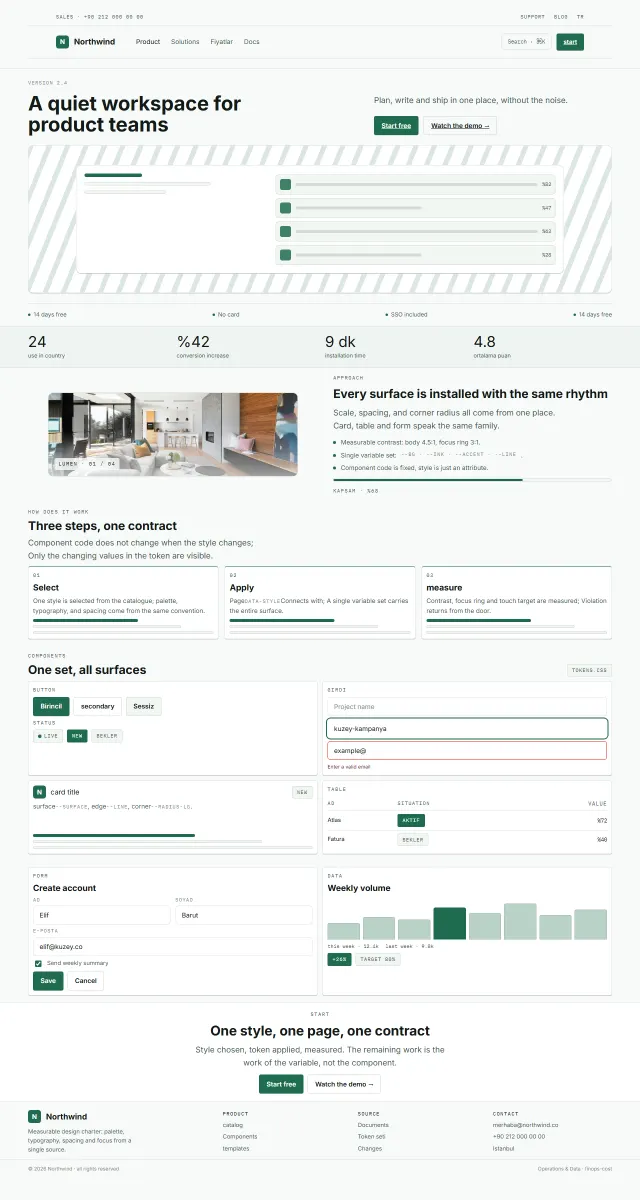 SALES · +90 212 000 00 00
SUPPORT BLOG TR
N Northwind Product Solutions Fiyatlar Docs Search · ⌘K start
VERSION 2.4
A quiet workspace for
product teams
Plan, write and ship in one place, without the noise.
Start free Watch the demo →
%82
%47
%63
%28
14 days free No card SSO included 14 days free
24 %42 9 dk 4.8
use in country conversion increase installation time ortalama puan
APPROACH
Every surface is installed with the same rhythm
Scale, spacing, and corner radius all come from one place.
Card, table and form speak the same family.
Measurable contrast: body 4.5:1, focus ring 3:1.
Single variable set: --BG · --INK · --ACCENT · --LINE .
Component code is fixed, style is just an attribute.
KAPSAM · %68
LUMEN · 01 / 04
HOW DOES IT WORK
Three steps, one contract
Component code does not change when the style changes;
Only the changing values in the token are visible.
01
Select
One style is selected from the catalogue; palette,
typography, and spacing come from the same convention.
02
Apply
PageDATA-STYLEConnects with; A single variable set carries
the entire surface.
03
measure
Contrast, focus ring and touch target are measured; Violation
returns from the door.
COMPONENTS
One set, all surfaces
TOKENS.CSS
BUTTON
Birincil secondary Sessiz
STATUS
LIVE NEW BEKLER
GIRDI
Project name
kuzey-kampanya
example@
Enter a valid email
N card title NEW
surface--SURFACE, edge--LINE, corner--RADIUS-LG.
TABLE
AD SITUATION VALUE
Atlas AKTIF %72
Fatura BEKLER %40
FORM
Create account
AD SOYAD
Elif Barut
E-POSTA
elif@kuzey.co
Send weekly summary
Save Cancel
DATA
Weekly volume
this week · 12.4k last week · 9.8k
+26% TARGET 80%
START
One style, one page, one contract
Style chosen, token applied, measured. The remaining work is the
work of the variable, not the component.
Start free Watch the demo →
N Northwind
Measurable design charter: palette,
typography, spacing and focus from a
single source.
PRODUCT
catalog
Components
templates
SOURCE
Documents
Token seti
Changes
CONTACT
merhaba@northwind.co
+90 212 000 00 00
Istanbul
© 2026 Northwind · all rights reserved
Operations & Data · finops-cost